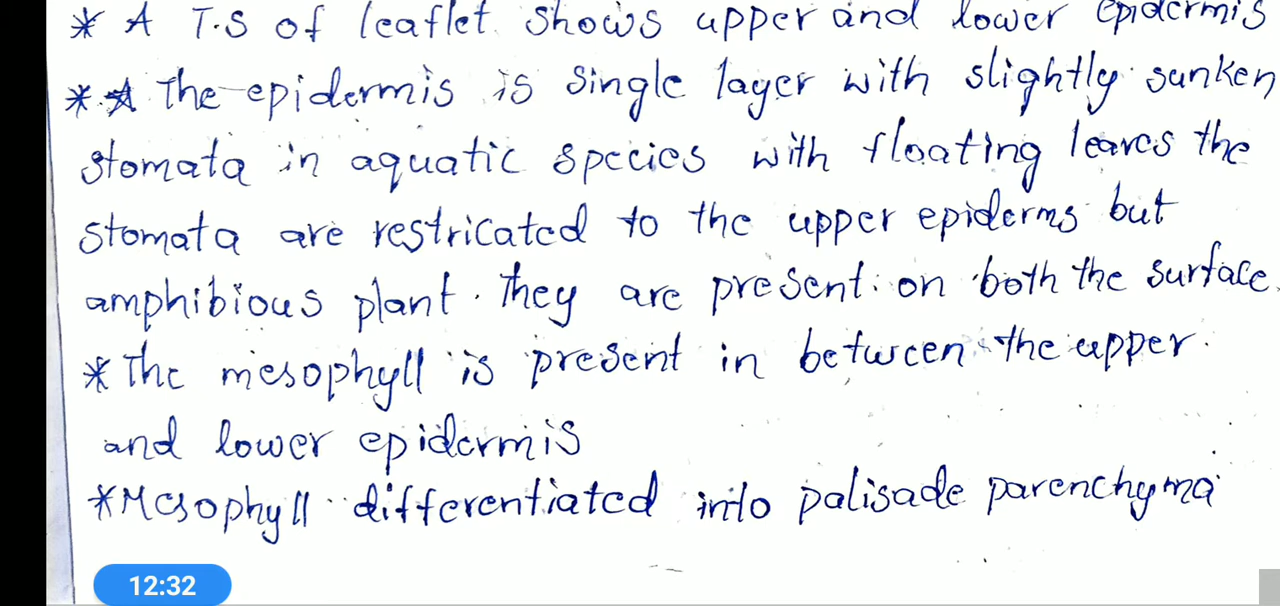 * A T.S of leaflet shows upper and lower epidermis
* The epidermis is single layer with slightly sunken
stomata in aquatic species with floating leaves the
stomata are restricated to the upper epiderms but
amphibious plant. They are present on both the surface.
* The mesophyll is present in between the upper
and lower epidermis
* Mesophyll differentiated into palisade parenchyma
12:32